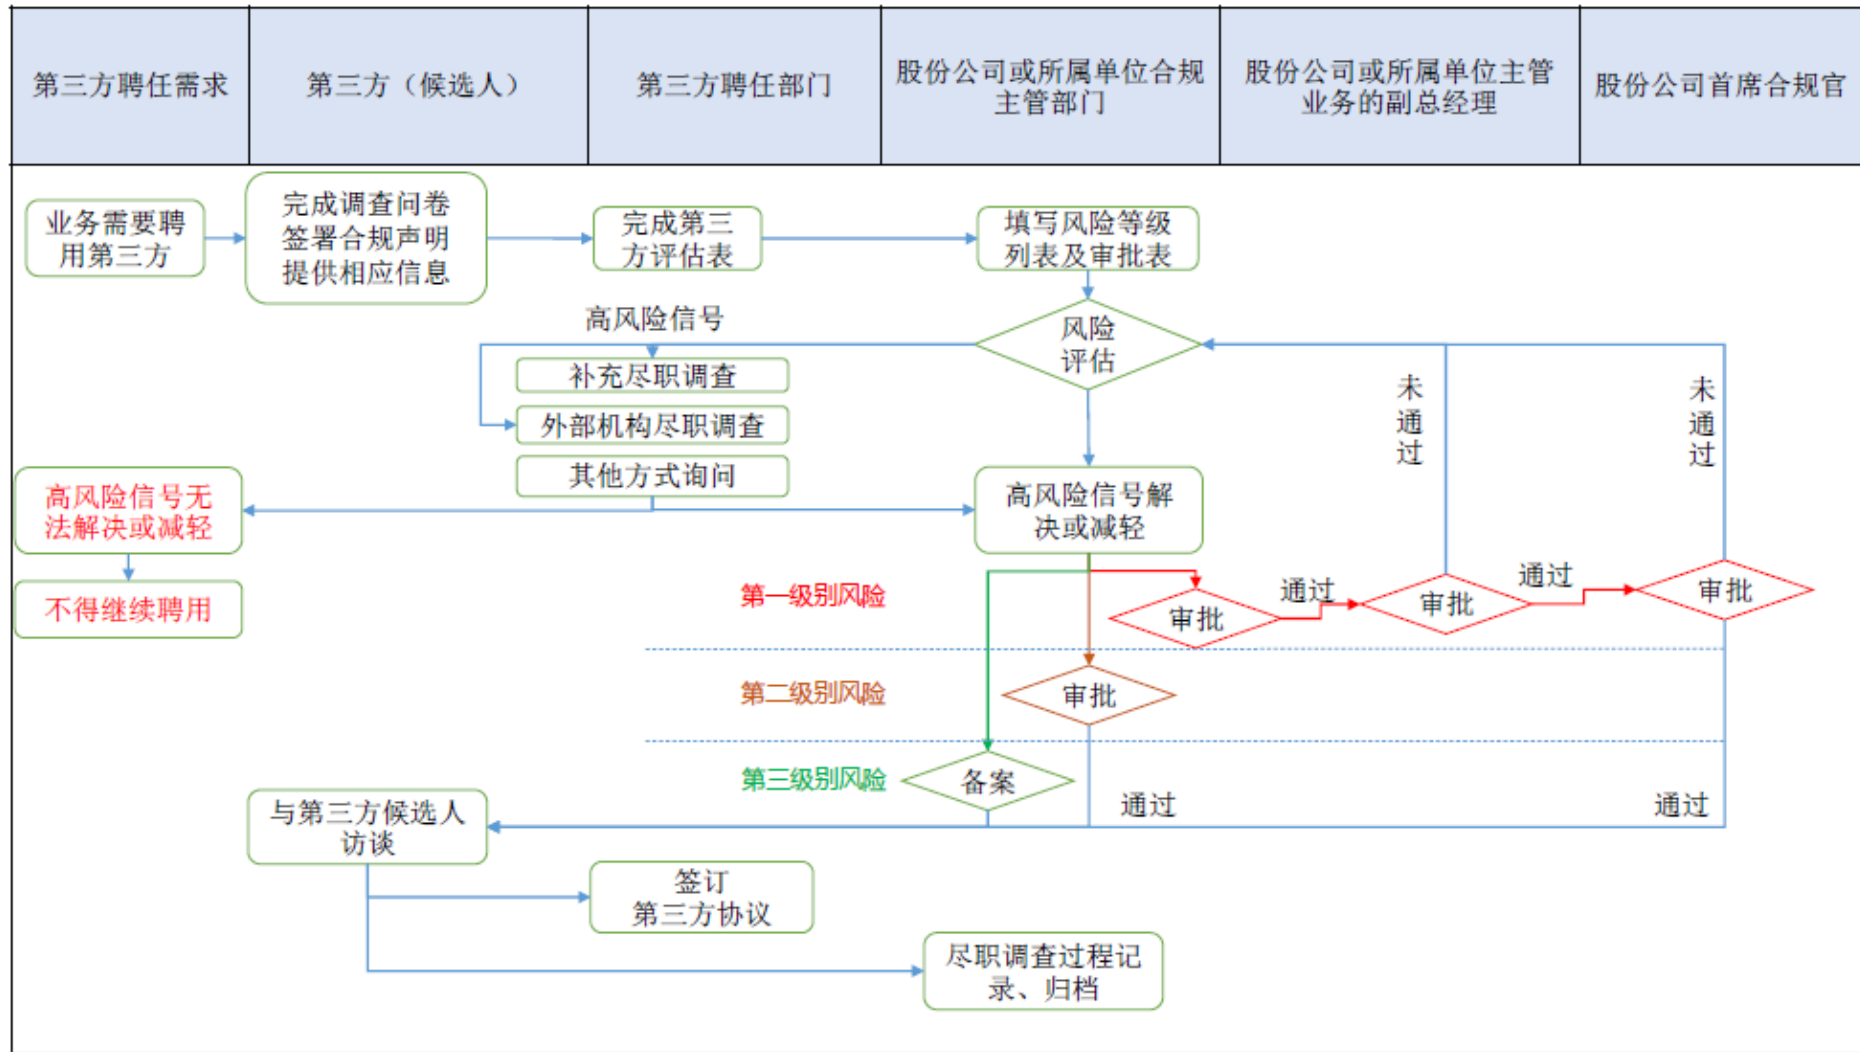 第三方聘任需求
第三方（候选人）
第三方聘任部门
股份公司或所属单位合规
主管部门
股份公司或所属单位主管
业务的副总经理
股份公司首席合规官
业务需要聘
用第三方
完成调查问卷
签署合规声明
提供相应信息
完成第三
方评估表
填写风险等级
列表及审批表
高风险信号
风险
评估
补充尽职调查
外部机构尽职调查
其他方式询问
未
通
过
未
通
过
高风险信号无
法解决或减轻
高风险信号解
决或减轻
不得继续聘用
第一级别风险
审批
通过
审批
通过
审批
第二级别风险
审批
第三级别风险
备案
通过
通过
与第三方候选人
访谈
签订
第三方协议
尽职调查过程记
录、归档